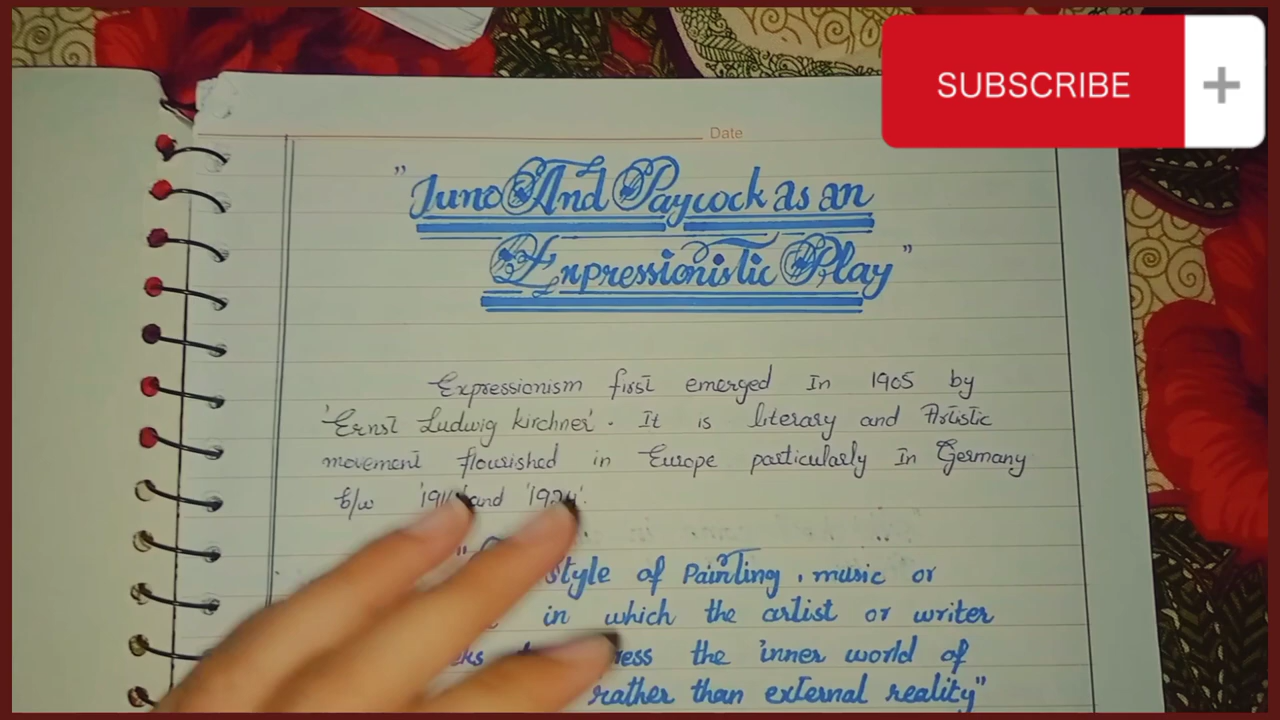 SUBSCRIBE
Date
"Juno And Paycock as an
Expressionistic Play"
Expressionism first emerged In 1905 by
'Ernst Ludwig kirchner'. It is literary and Artistic
movement flourished in Europe particularly In Germany
b/w and '1924'.
style of Painting, music or
in which the artist or writer
the inner world of
rather than external reality"